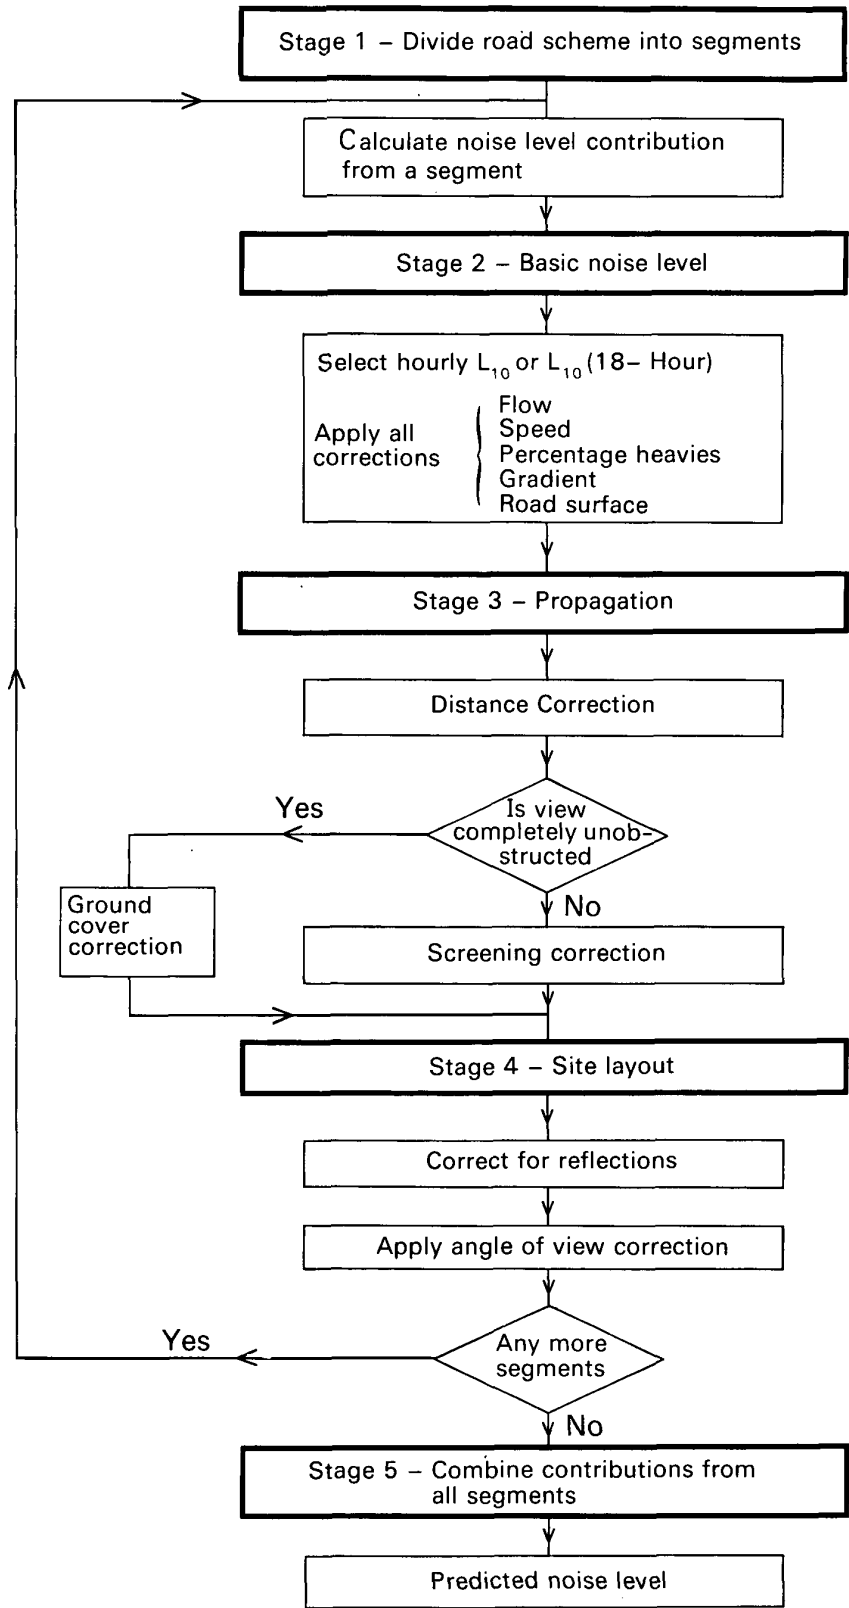 Stage 1 – Divide road scheme into segments
Calculate noise level contribution
from a segment
Stage 2 – Basic noise level
Select hourly L₁₀ or L₁₀ (18– Hour)
Apply all
corrections
Flow
Speed
Percentage heavies
Gradient
Road surface
Stage 3 – Propagation
Distance Correction
Is view
completely unob-
structed
Yes
No
Ground
cover
correction
Screening correction
Stage 4 – Site layout
Correct for reflections
Apply angle of view correction
Any more
segments
Yes
No
Stage 5 – Combine contributions from
all segments
Predicted noise level